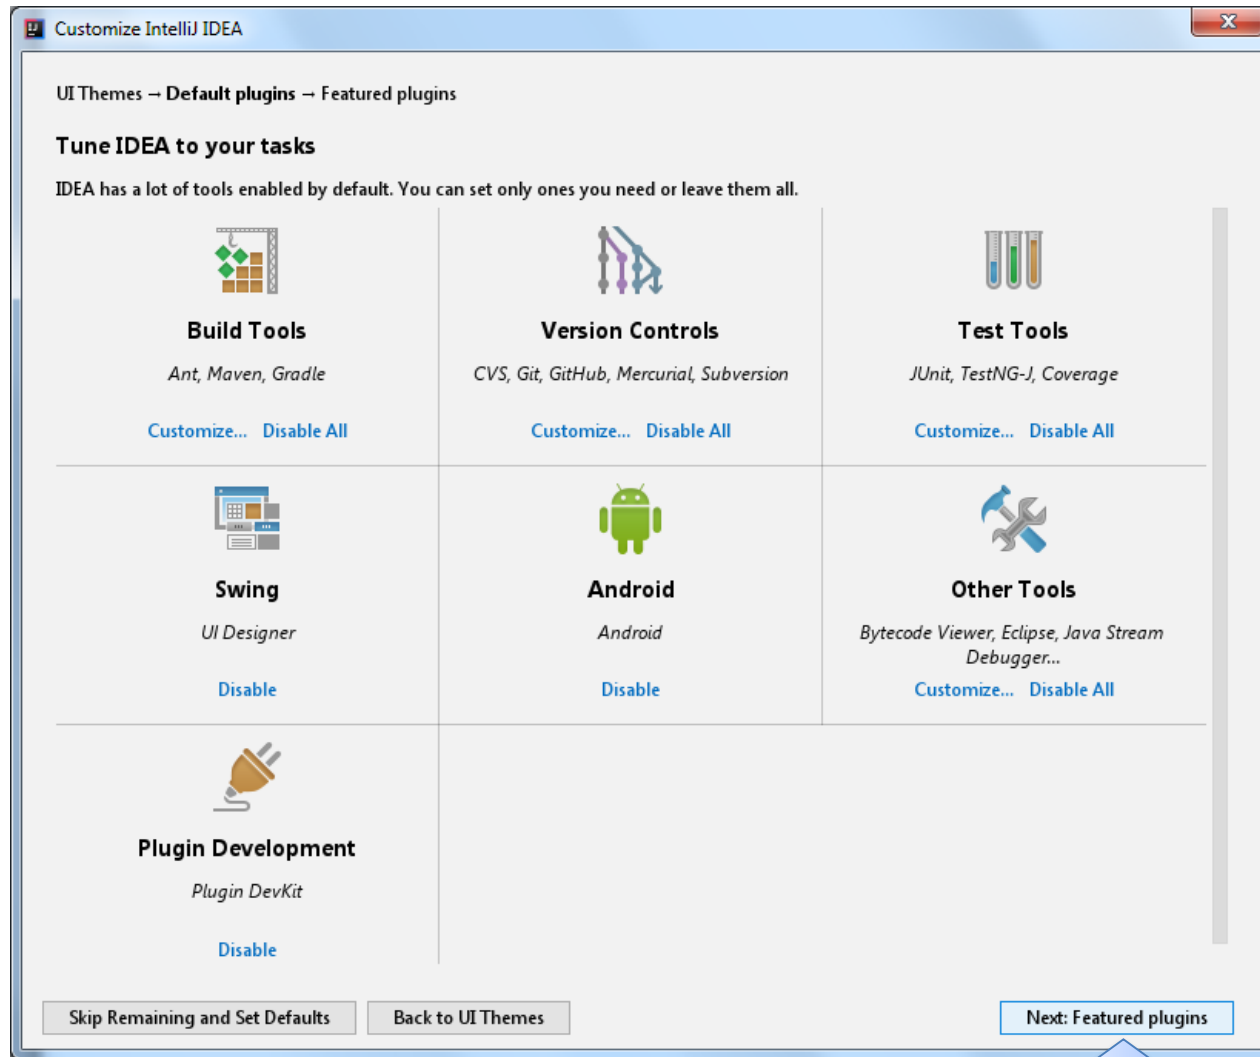 Customize IntelliJ IDEA
UI Themes → Default plugins → Featured plugins
Tune IDEA to your tasks
IDEA has a lot of tools enabled by default. You can set only ones you need or leave them all.
Build Tools
Ant, Maven, Gradle
Customize... Disable All
Version Controls
CVS, Git, GitHub, Mercurial, Subversion
Customize... Disable All
Test Tools
JUnit, TestNG-J, Coverage
Customize... Disable All
Swing
UI Designer
Disable
Android
Android
Disable
Other Tools
Bytecode Viewer, Eclipse, Java Stream
Debugger...
Customize... Disable All
Plugin Development
Plugin DevKit
Disable
Skip Remaining and Set Defaults
Back to UI Themes
Next: Featured plugins